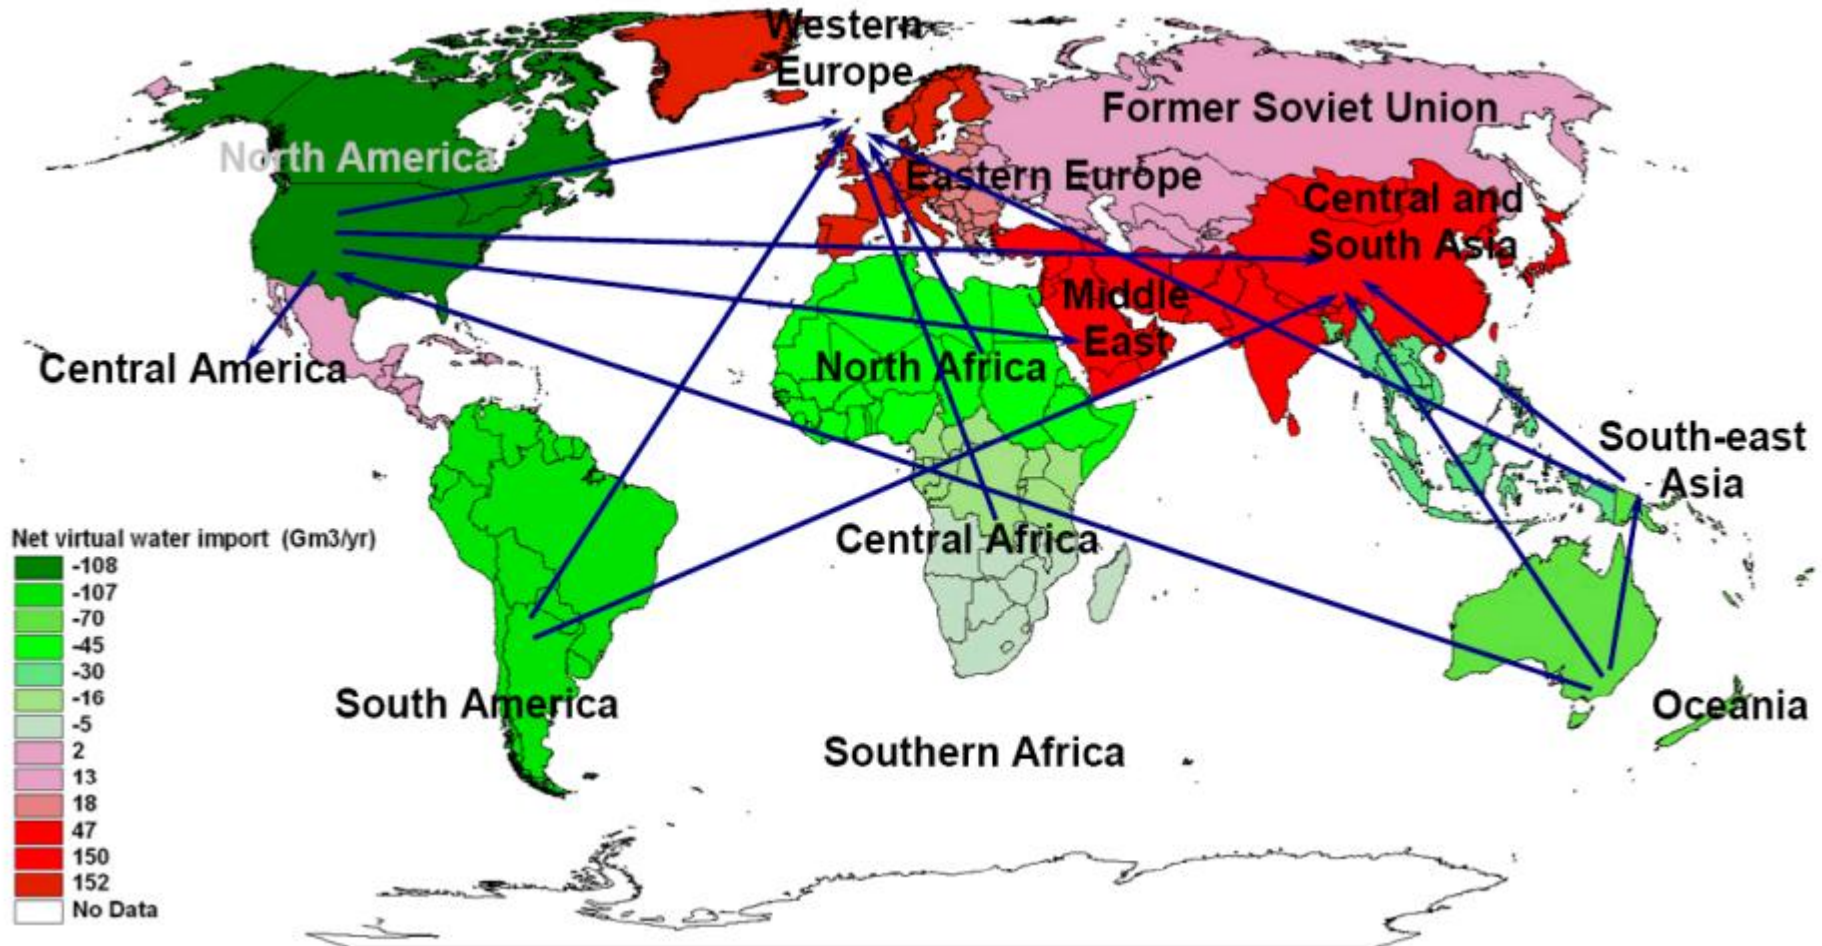 Western
Europe
Former Soviet Union
North America
Eastern Europe
Central and
South Asia
Middle
East
Central America
North Africa
South-east
Asia
Central Africa
South America
Oceania
Southern Africa
Net virtual water import (Gm3/yr)
-108
-107
-70
-45
-30
-16
-5
2
13
18
47
150
152
No Data